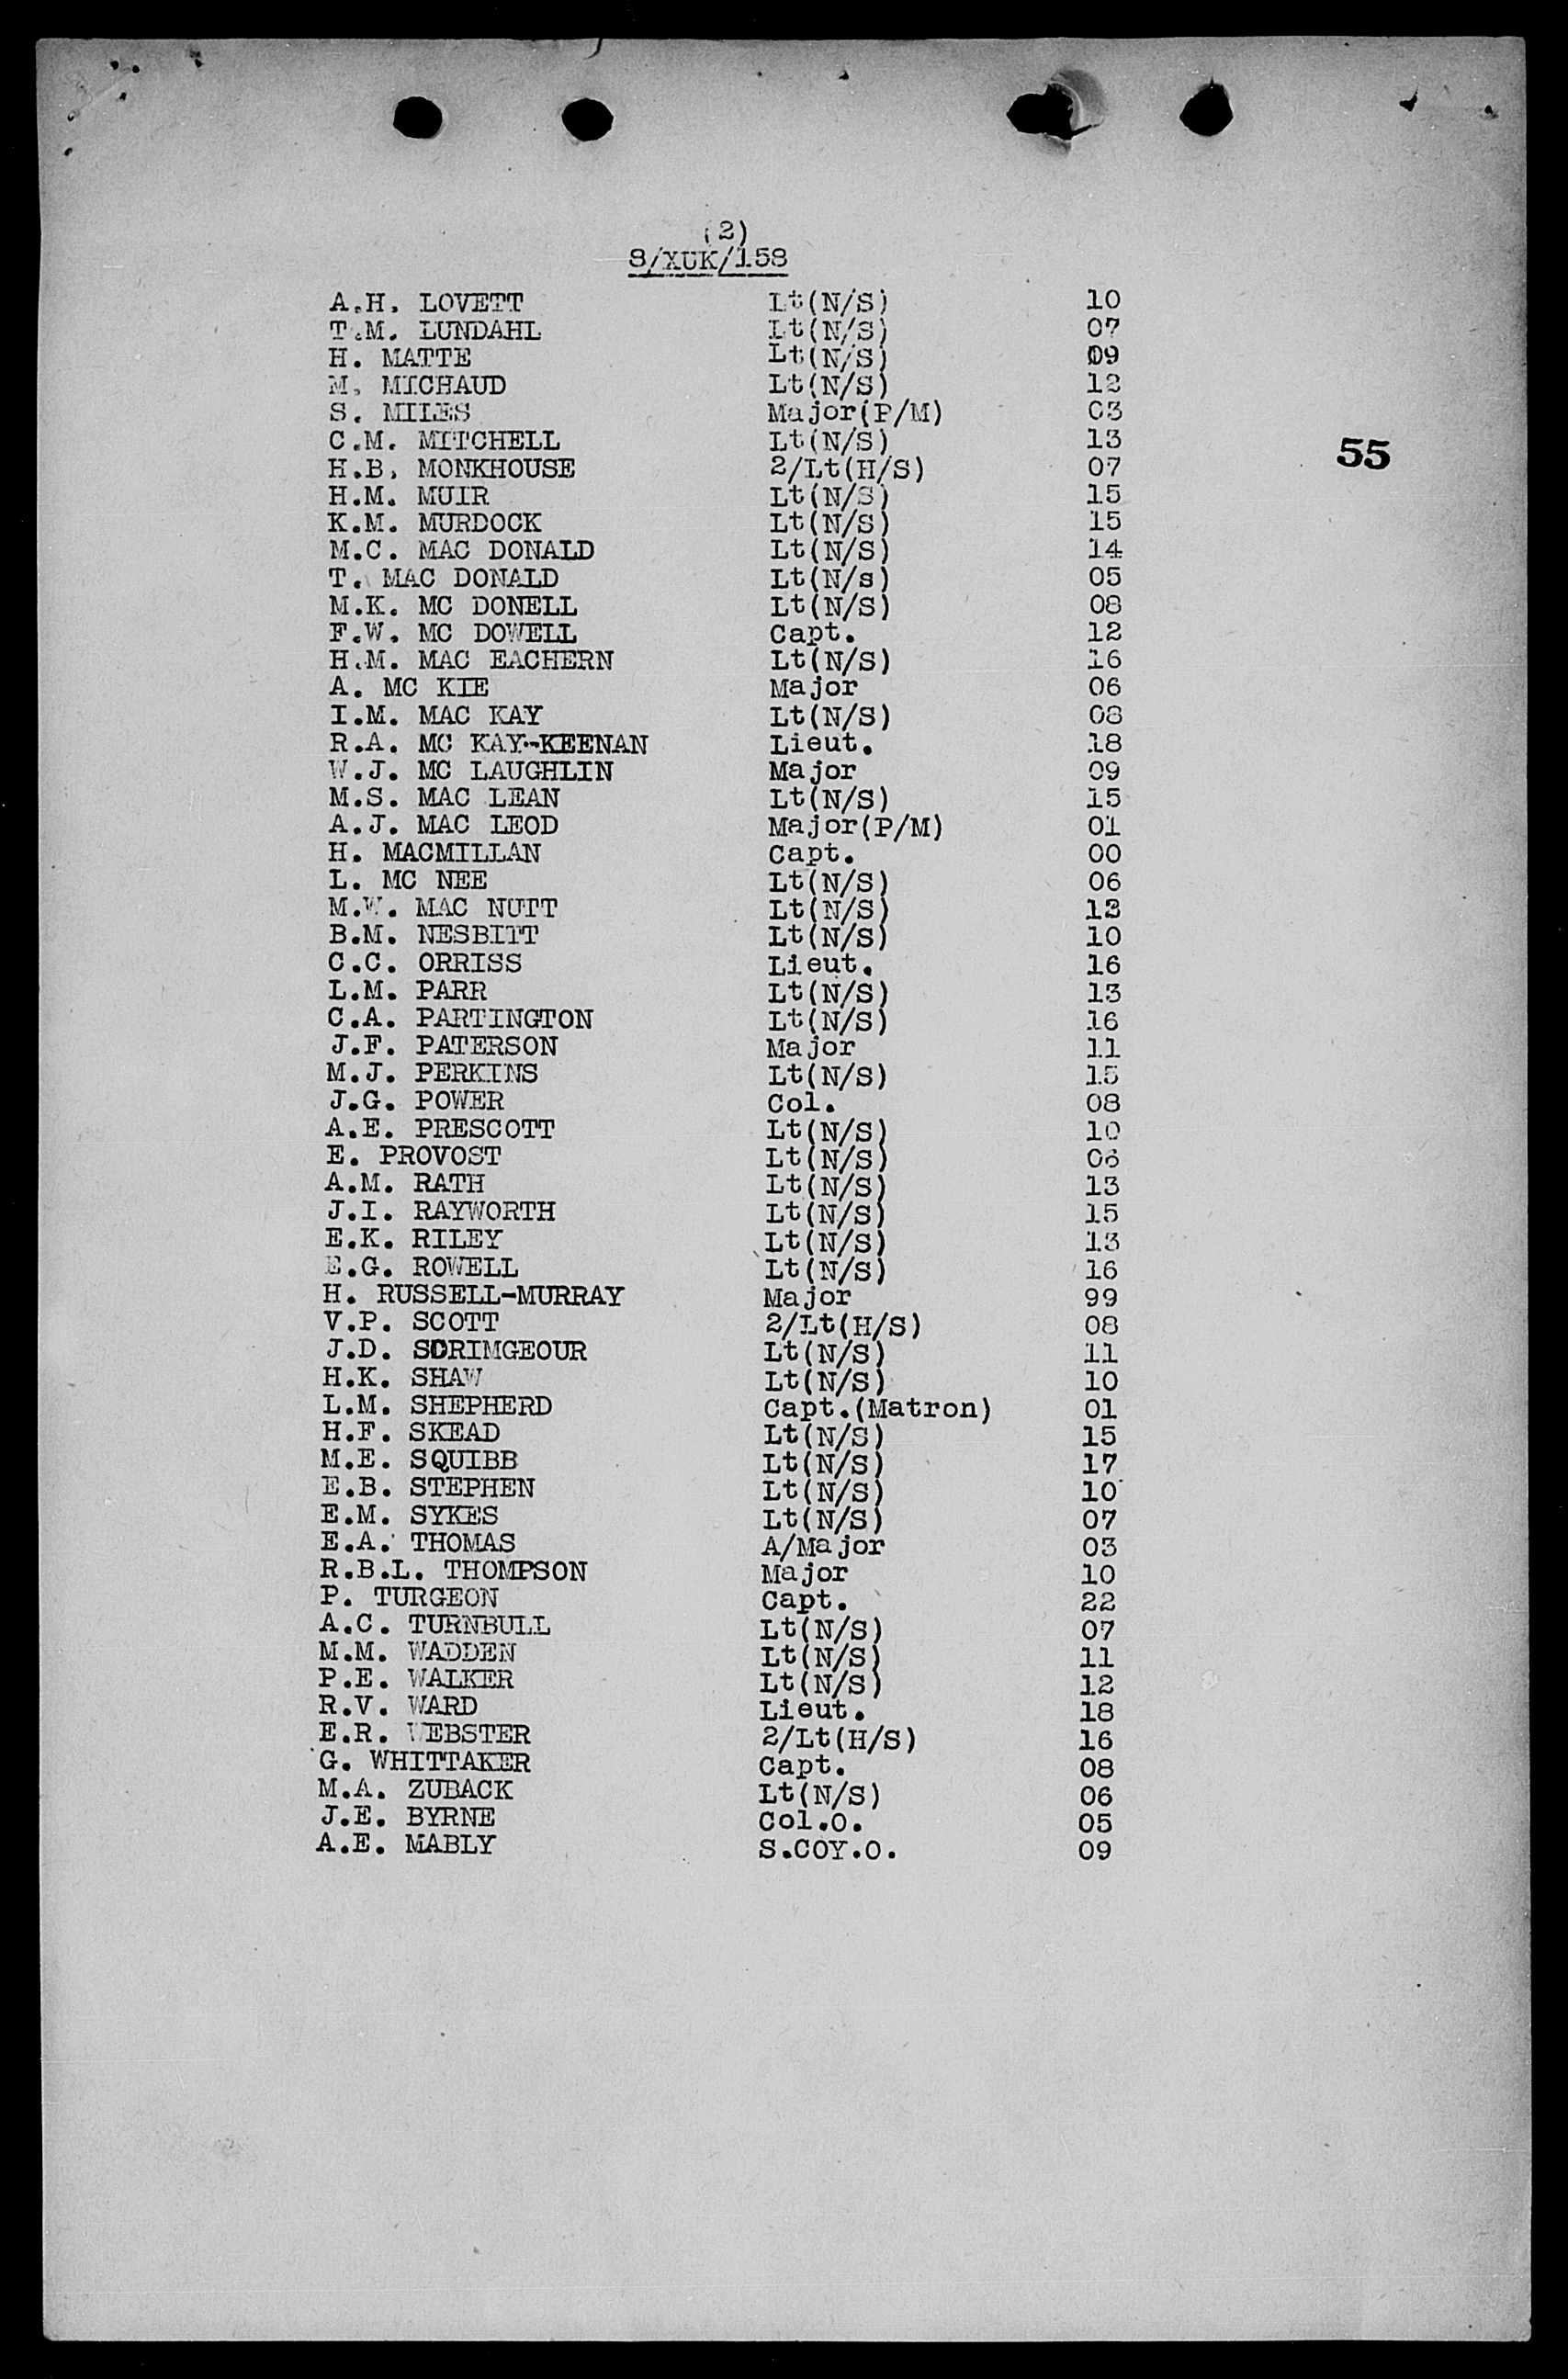 (2)
S/XUK/158
A.H. LOVETT Lt(N/S) 10
T.M. LUNDAHL Lt(N/S) 07
H. MATTE Lt(N/S) 09
M. MICHAUD Lt(N/S) 12
S. MILES Major(P/M) 03
C.M. MITCHELL Lt(N/S) 13
55
H.B. MONKHOUSE 2/Lt(H/S) 07
H.M. MUIR Lt(N/S) 15
K.M. MURDOCK Lt(N/S) 15
M.C. MAC DONALD Lt(N/S) 14
T. MAC DONALD Lt(N/s) 05
M.K. MC DONELL Lt(N/S) 08
F.W. MC DOWELL Capt. 12
H.M. MAC EACHERN Lt(N/S) 16
A. MC KIE Major 06
I.M. MAC KAY Lt(N/S) 08
R.A. MC KAY-KEENAN Lieut. 18
W.J. MC LAUGHLIN Major 09
M.S. MAC LEAN Lt(N/S) 15
A.J. MAC LEOD Major(P/M) 01
H. MACMILLAN Capt. 00
L. MC NEE Lt(N/S) 06
M.W. MAC NUTT Lt(N/S) 13
B.M. NESBITT Lt(N/S) 10
C.C. ORRISS Lieut. 16
L.M. PARR Lt(N/S) 13
C.A. PARTINGTON Lt(N/S) 16
J.F. PATERSON Major 11
M.J. PERKINS Lt(N/S) 15
J.G. POWER Col. 08
A.E. PRESCOTT Lt(N/S) 10
E. PROVOST Lt(N/S) 06
A.M. RATH Lt(N/S) 13
J.I. RAYWORTH Lt(N/S) 15
E.K. RILEY Lt(N/S) 13
E.G. ROWELL Lt(N/S) 16
H. RUSSELL-MURRAY Major 99
V.P. SCOTT 2/Lt(H/S) 08
J.D. SCRIMGEOUR Lt(N/S) 11
H.K. SHAW Lt(N/S) 10
L.M. SHEPHERD Capt.(Matron) 01
H.F. SKEAD Lt(N/S) 15
M.E. SQUIBB Lt(N/S) 17
E.B. STEPHEN Lt(N/S) 10
E.M. SYKES Lt(N/S) 07
E.A. THOMAS A/Major 03
R.B.L. THOMPSON Major 10
P. TURGEON Capt. 22
A.C. TURNBULL Lt(N/S) 07
M.M. WADDEN Lt(N/S) 11
P.E. WALKER Lt(N/S) 12
R.V. WARD Lieut. 18
E.R. WEBSTER 2/Lt(H/S) 16
G. WHITTAKER Capt. 08
M.A. ZUBACK Lt(N/S) 06
J.E. BYRNE Col.O. 05
A.E. MABLY S.COY.O. 09